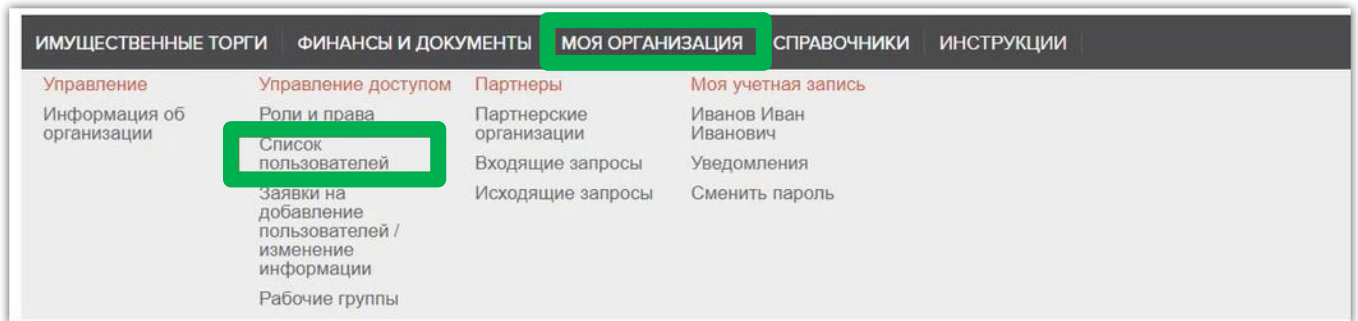 ИМУЩЕСТВЕННЫЕ ТОРГИ ФИНАНСЫ И ДОКУМЕНТЫ МОЯ ОРГАНИЗАЦИЯ СПРАВОЧНИКИ ИНСТРУКЦИИ
Управление
Информация об
организации
Управление доступом
Роли и права
Список
пользователей
Заявки на
добавление
пользователей /
изменение
информации
Рабочие группы
Партнеры
Партнерские
организации
Входящие запросы
Исходящие запросы
Моя учетная запись
Иванов Иван
Иванович
Уведомления
Сменить пароль